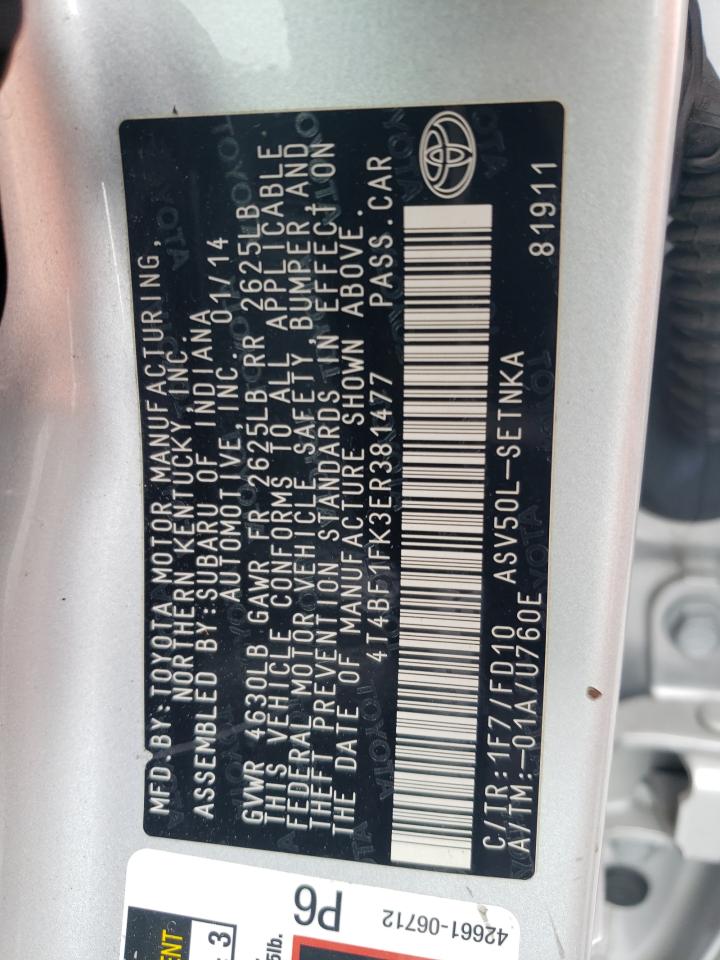 MFD BY:TOYOTA MOTOR MANUFACTURING,
NORTHERN KENTUCKY,INC.
ASSEMBLED BY:SUBARU OF INDIANA
AUTOMOTIVE,INC. 01/14
GVWR 4630LB GAWR FR 2625LB RR 2625LB
THIS VEHICLE CONFORMS TO ALL APPLICABLE
FEDERAL MOTOR VEHICLE SAFETY,BUMPER,AND
THEFT PREVENTION STANDARDS IN EFFECT ON
THE DATE OF MANUFACTURE SHOWN ABOVE.
4T4BF1FK3ER381477 PASS.CAR
81911
C/TR:1F7/FD10 ASV50L-SETNKA
A/TM:-01A/U760E
P6
42661-06712
3